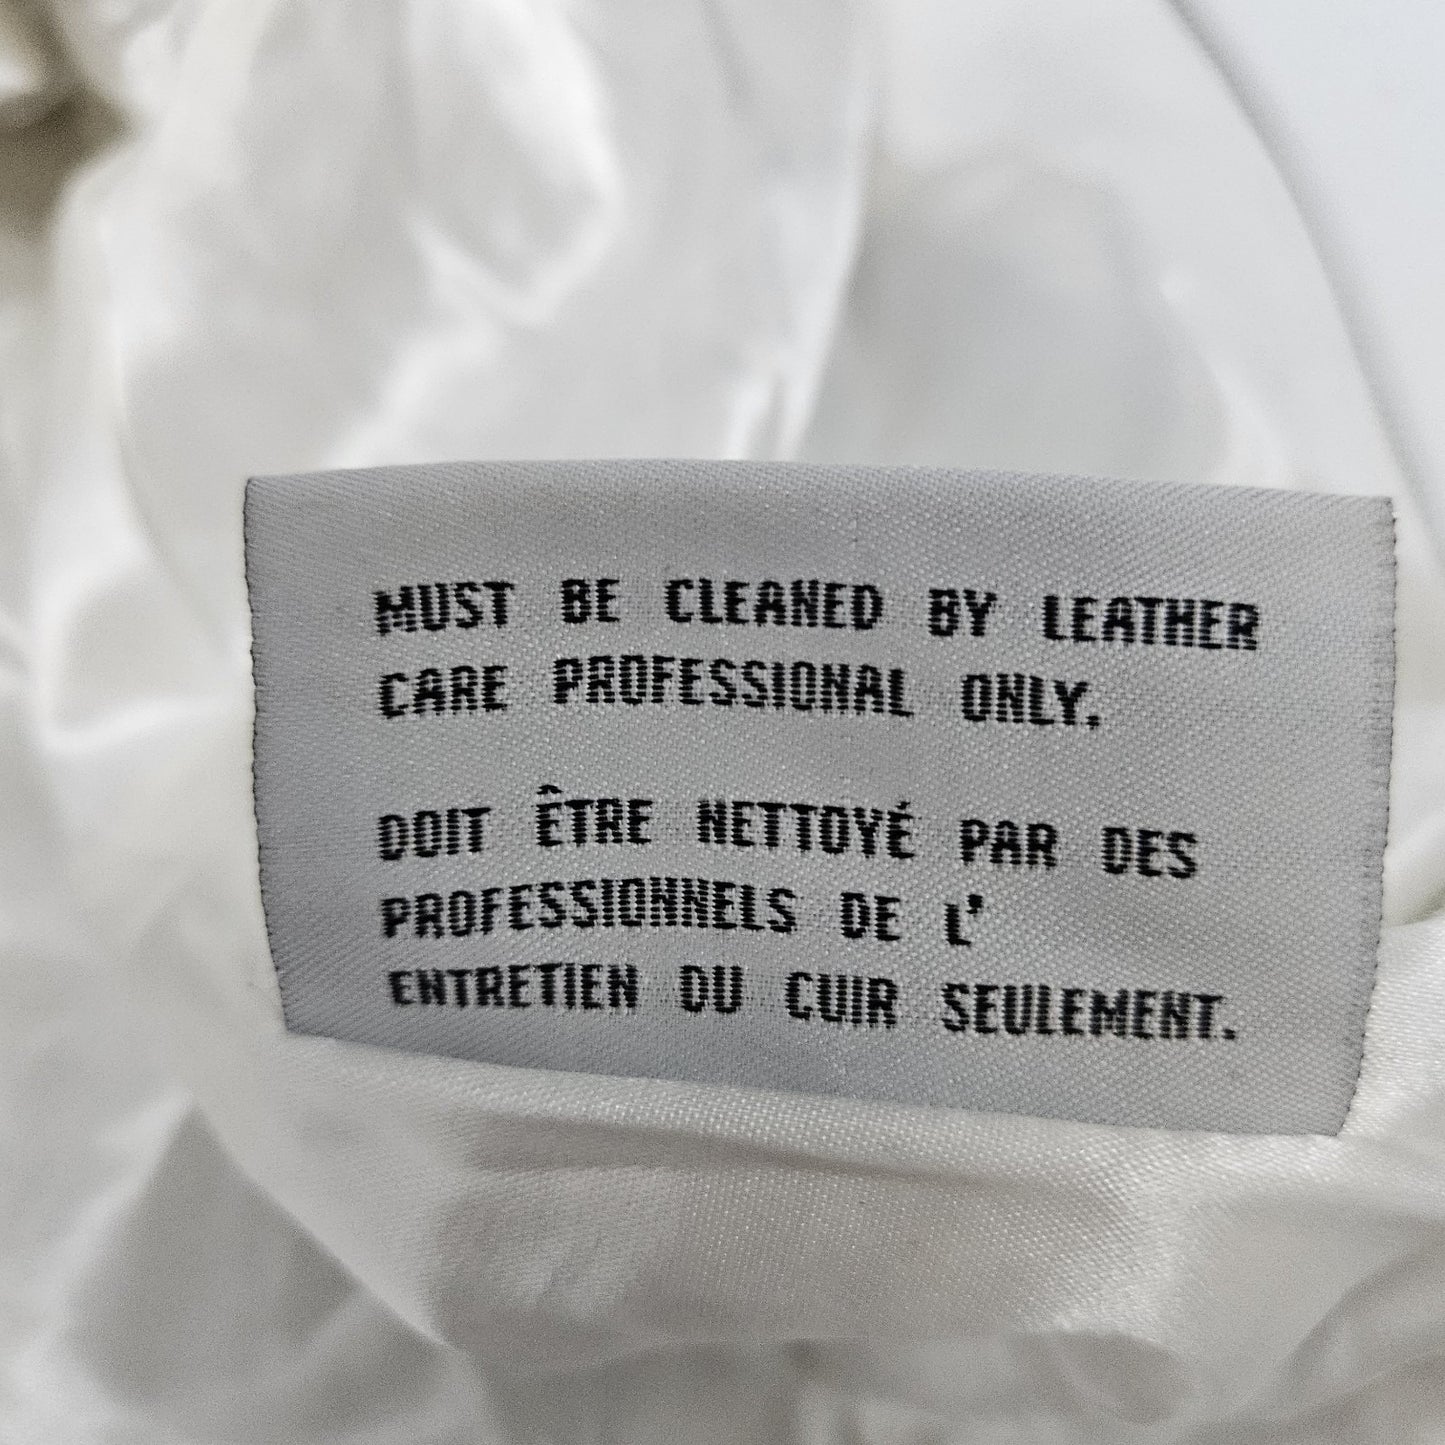 MUST BE CLEANED BY LEATHER
CARE PROFESSIONAL ONLY.
DOIT ÊTRE NETTOYÉ PAR DES
PROFESSIONNELS DE L'
ENTRETIEN DU CUIR SEULEMENT.